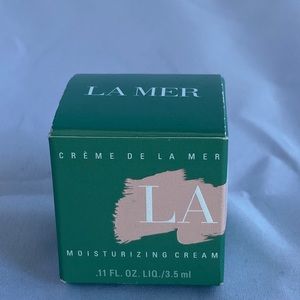 LA MER
CRÈME DE LA MER
LA
MOISTURIZING CREAM
.11 FL. OZ. LIQ./3.5 ml